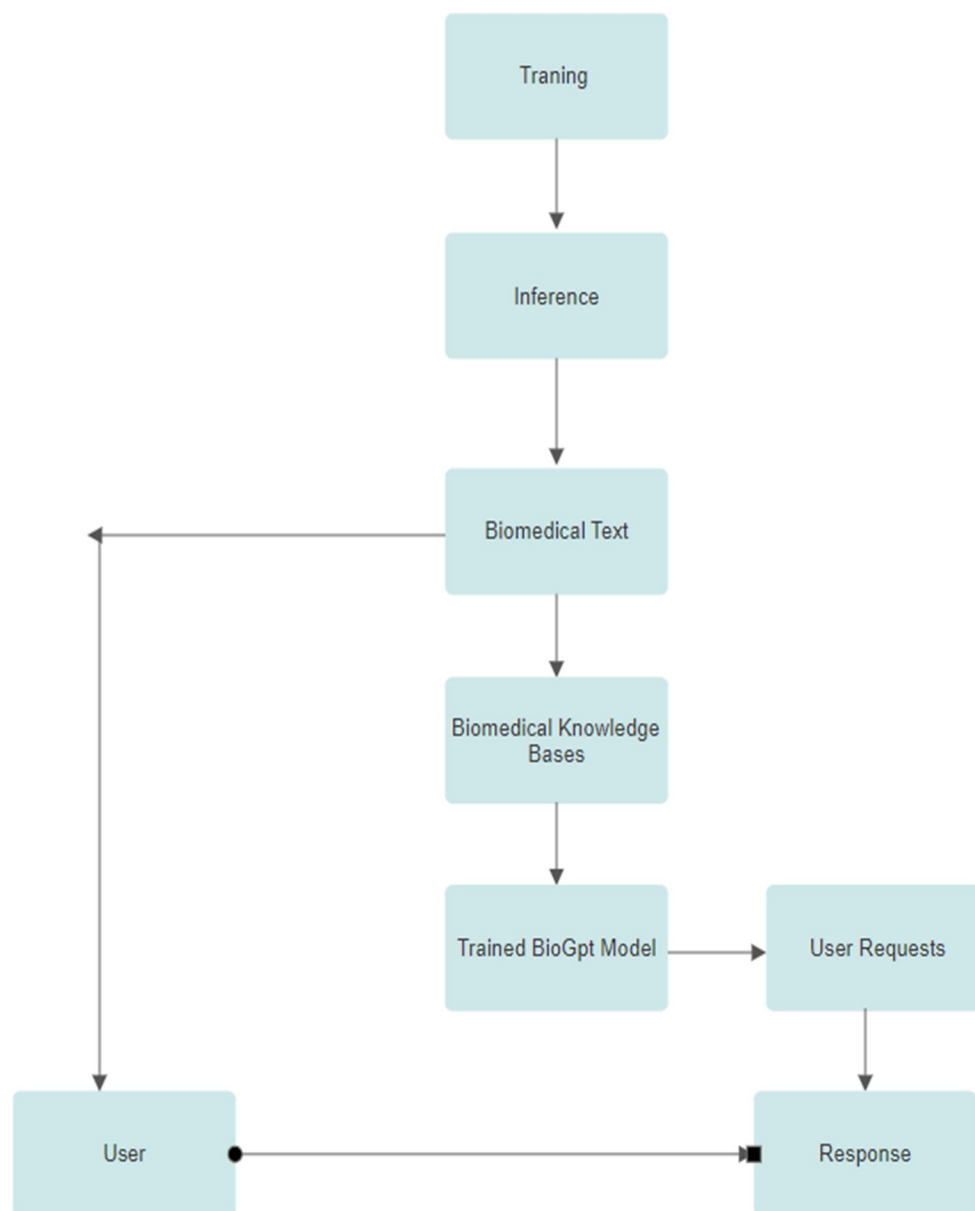 Traning
Inference
Biomedical Text
Biomedical Knowledge
Bases
Trained BioGpt Model
User Requests
User
Response